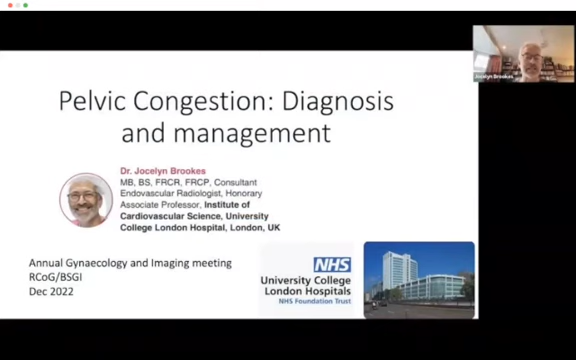 Pelvic Congestion: Diagnosis
and management
Dr. Jocelyn Brookes
MB, BS, FRCR, FRCP, Consultant
Endovascular Radiologist, Honorary
Associate Professor, Institute of
Cardiovascular Science, University
College London Hospital, London, UK
Annual Gynaecology and Imaging meeting
RCoG/BSGI
Dec 2022
NHS
University College
London Hospitals
NHS Foundation Trust
Jocelyn Brookes